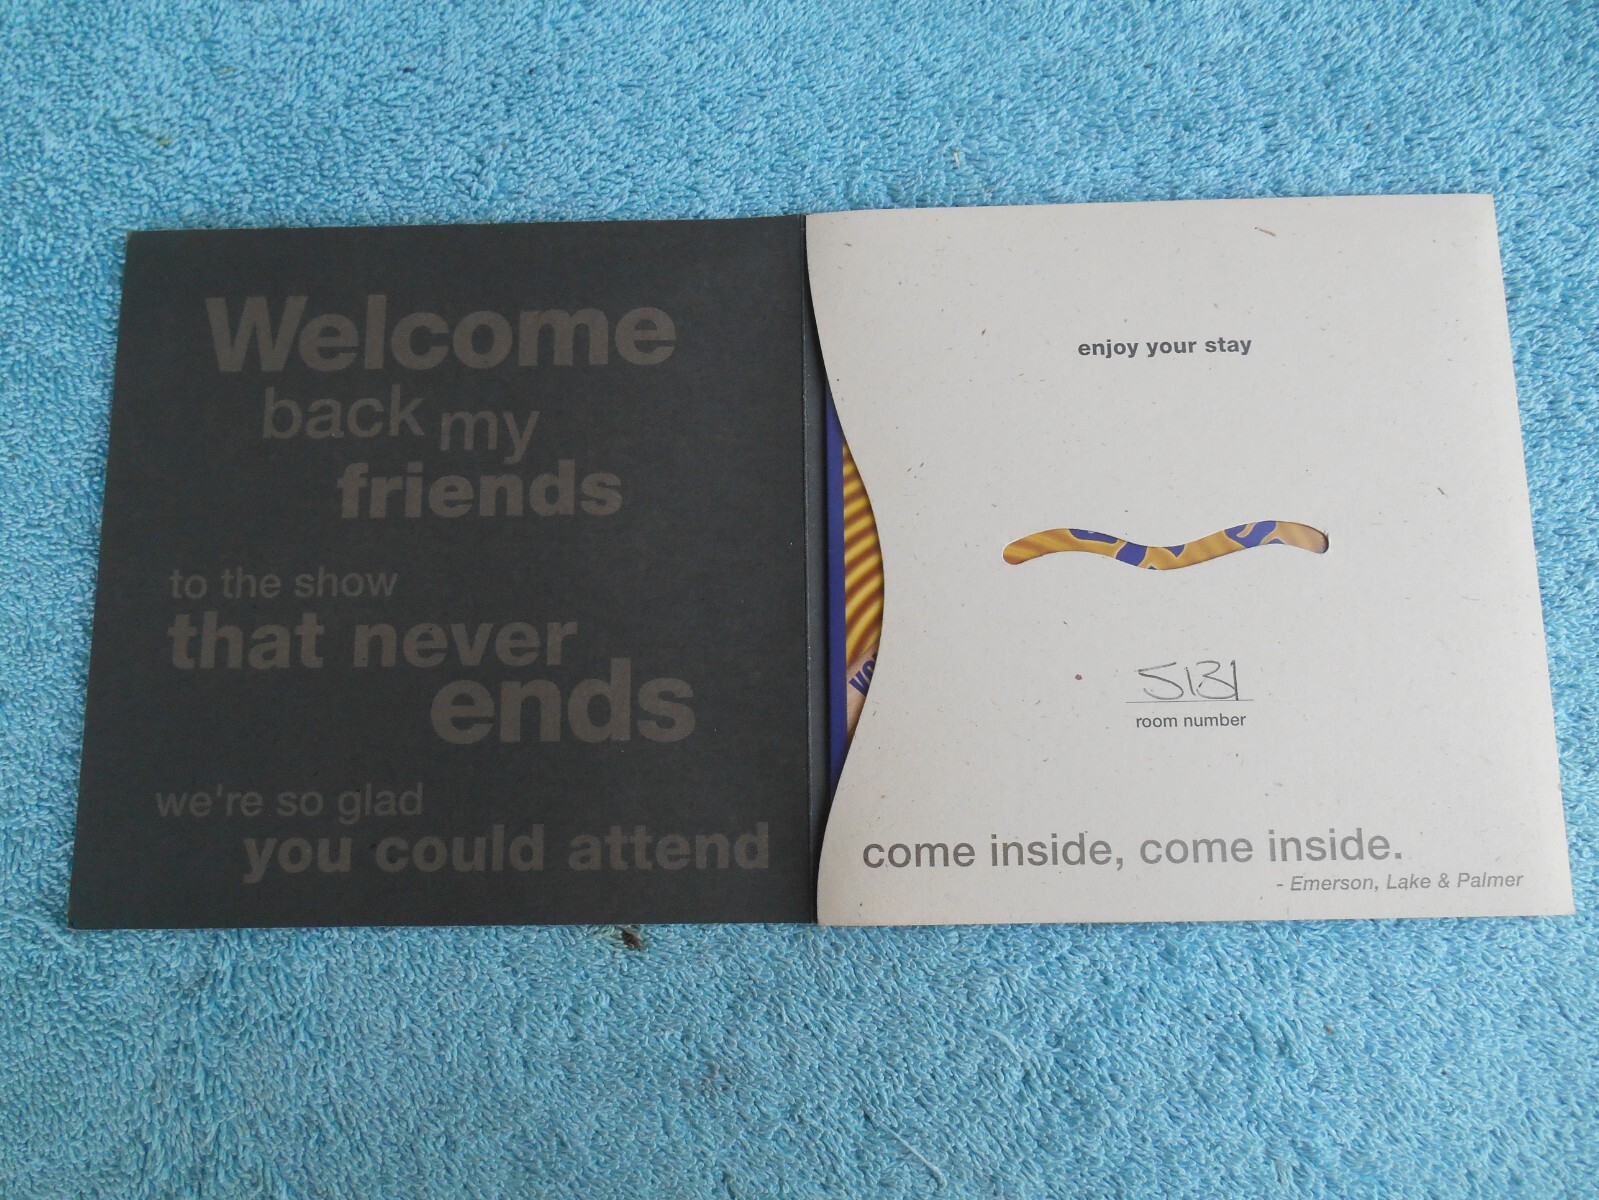 Welcome
back my
friends
to the show
that never
ends
we're so glad
you could attend
enjoy your stay
5131
room number
come inside, come inside.
- Emerson, Lake & Palmer